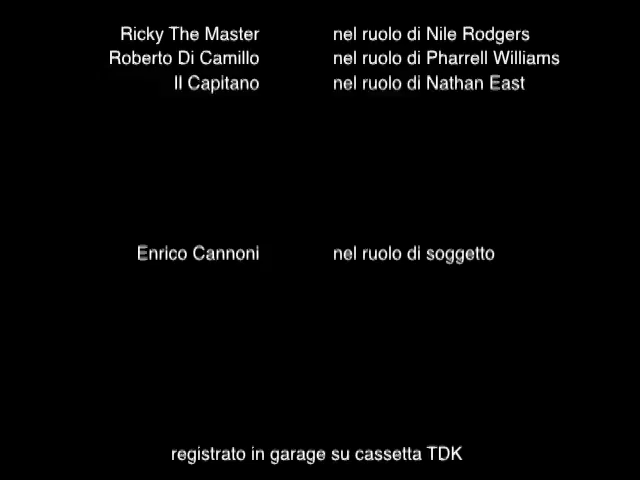 Ricky The Master nel ruolo di Nile Rodgers
Roberto Di Camillo nel ruolo di Pharrell Williams
Il Capitano nel ruolo di Nathan East
Enrico Cannoni nel ruolo di soggetto
registrato in garage su cassetta TDK